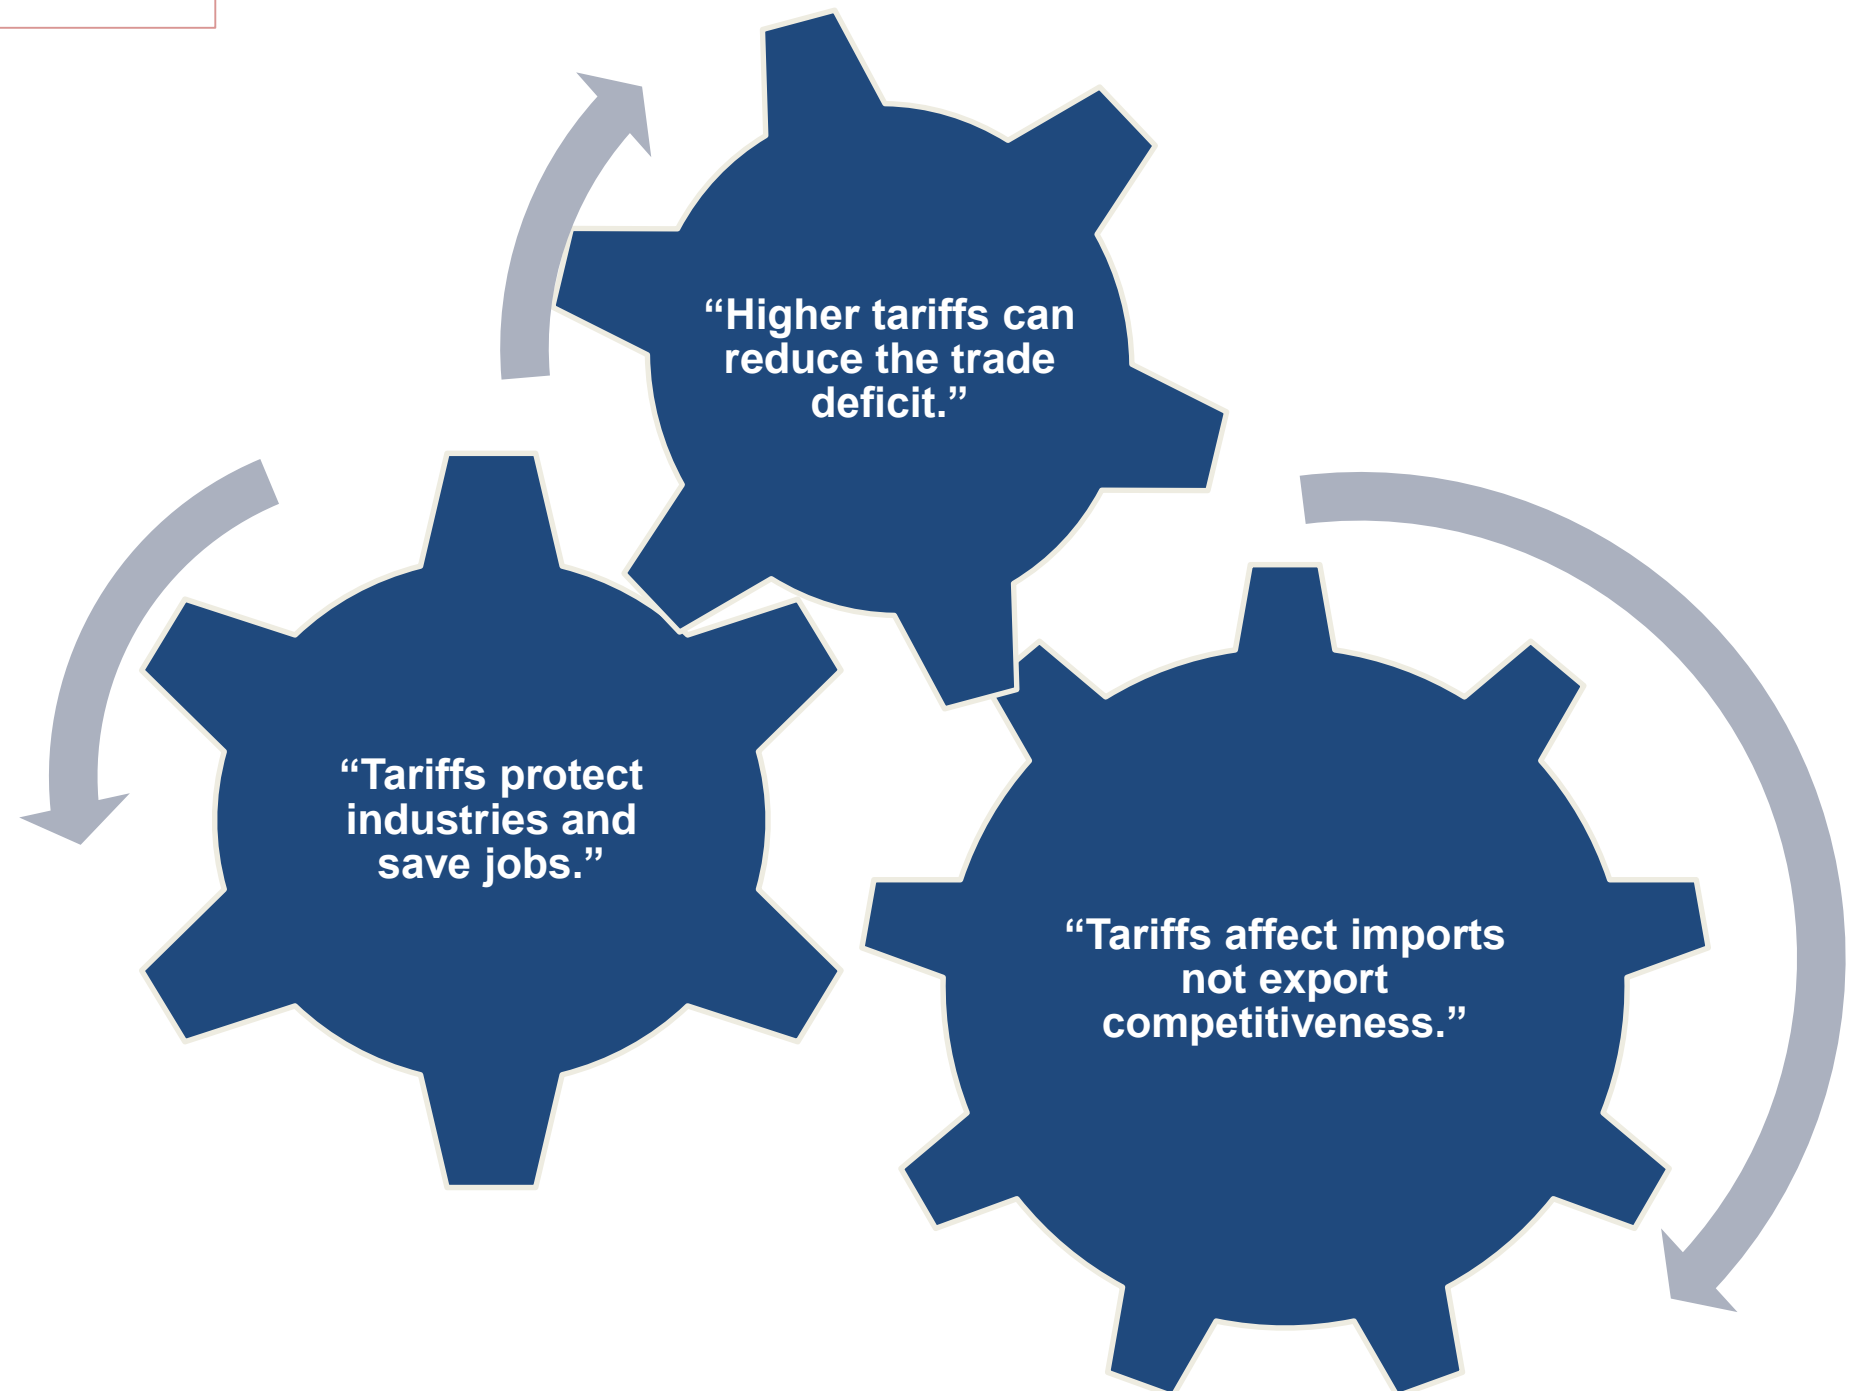 “Higher tariffs can
reduce the trade
deficit.”
“Tariffs protect
industries and
save jobs.”
“Tariffs affect imports
not export
competitiveness.”